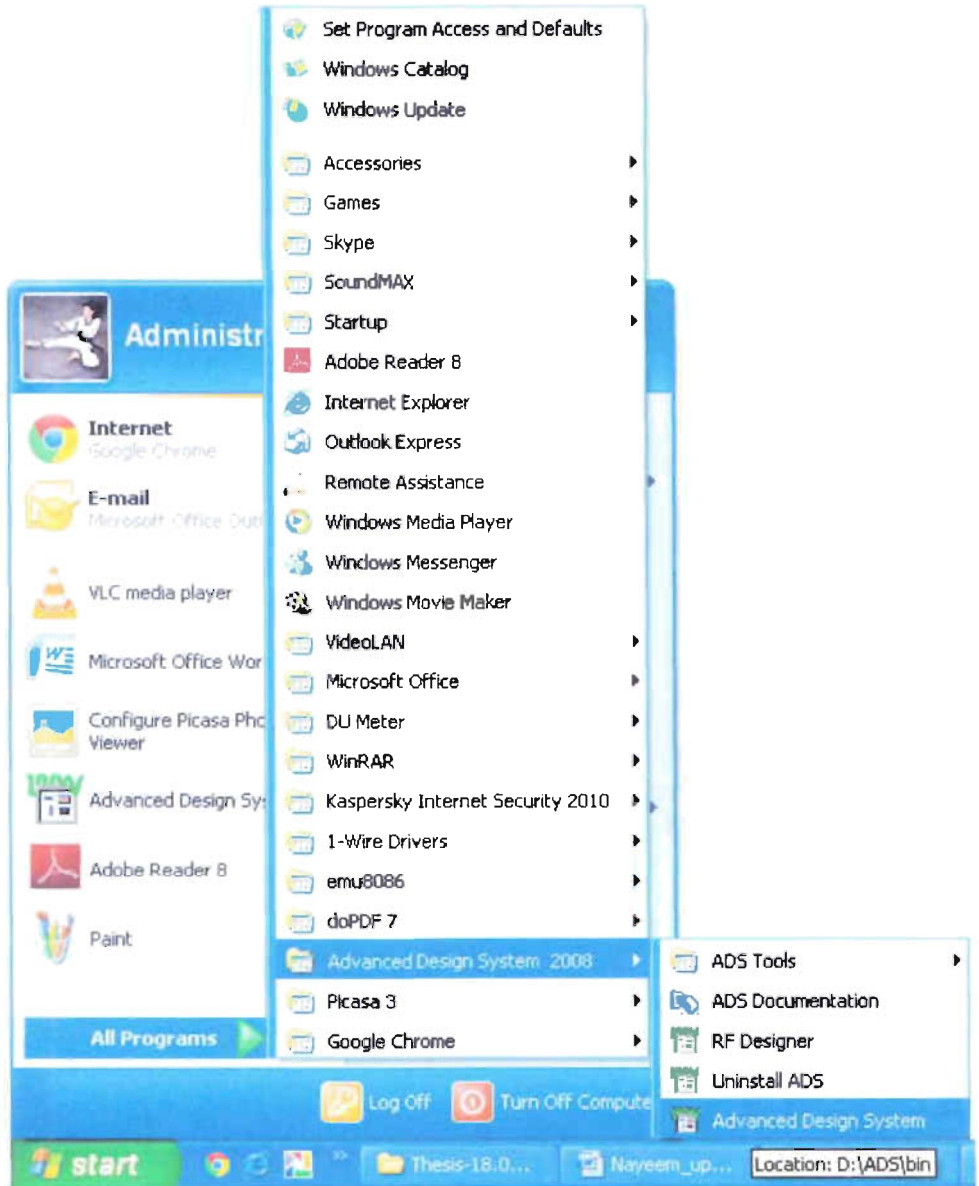 Set Program Access and Defaults
Windows Catalog
Windows Update
Accessories
Games
Skype
SoundMAX
Startup
Adobe Reader 8
Internet Explorer
Outlook Express
Remote Assistance
Windows Media Player
Windows Messenger
Windows Movie Maker
VideoLAN
Microsoft Office
DU Meter
WinRAR
Kaspersky Internet Security 2010
1-Wire Drivers
emu8086
doPDF 7
Advanced Design System 2008
Picasa 3
Google Chrome
Administr
Internet
Google Chrome
E-mail
Microsoft Office Out
VLC media player
Microsoft Office Wor
Configure Picasa Pho
Viewer
Advanced Design Sy
Adobe Reader 8
Paint
All Programs
ADS Tools
ADS Documentation
RF Designer
Uninstall ADS
Advanced Design System
Log Off
Turn Off Compute
start
Thesis-18.0...
Nayeem_up...
Location: D:\ADS\bin